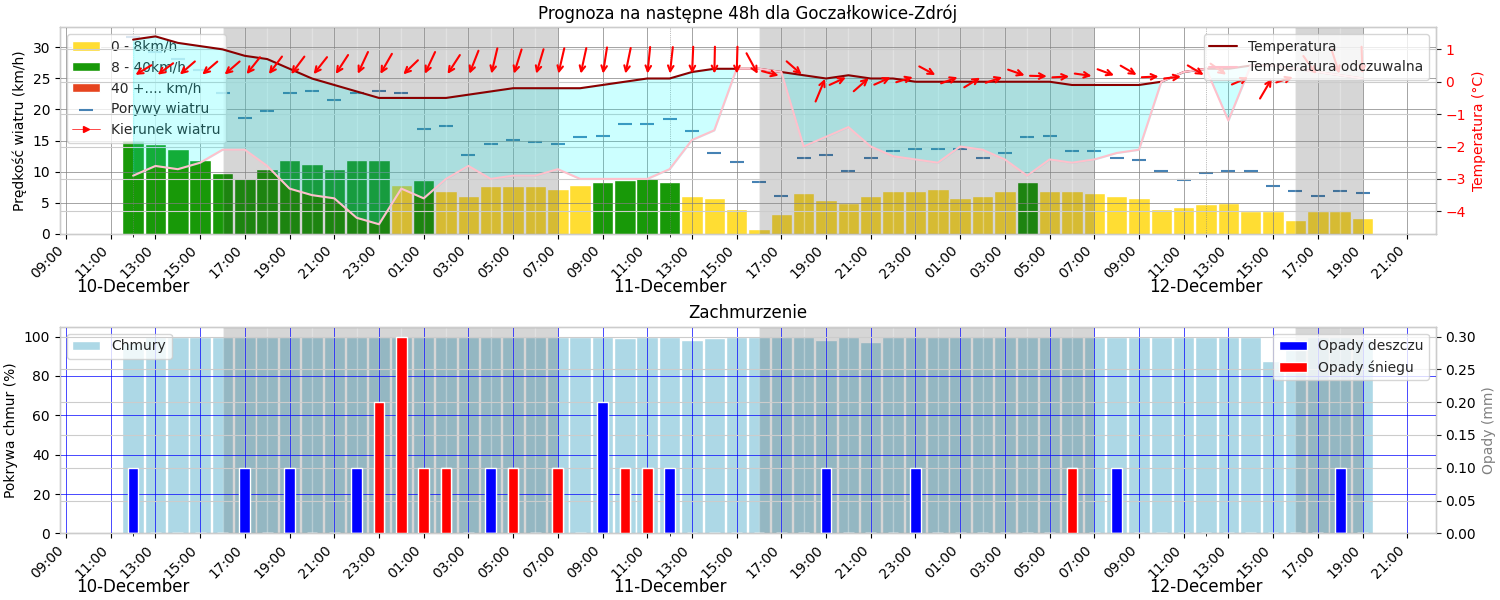 Prognoza na następne 48h dla Goczałkowice-Zdrój
Prędkość wiatru (km/h)
30
25
20
15
10
5
0
0 - 8km/h
8 - 40km/h
40 +.... km/h
Porywy wiatru
Kierunek wiatru
Temperatura
Temperatura odczuwalna
1
0
−1
−2
−3
−4
Temperatura (°C)
09:00 11:00 13:00 15:00 17:00 19:00 21:00 23:00 01:00 03:00 05:00 07:00 09:00 11:00 13:00 15:00 17:00 19:00 21:00 23:00 01:00 03:00 05:00 07:00 09:00 11:00 13:00 15:00 17:00 19:00 21:00
10-December 11-December 12-December
Zachmurzenie
Pokrywa chmur (%)
100
80
60
40
20
0
Chmury
Opady deszczu
Opady śniegu
0.30
0.25
0.20
0.15
0.10
0.05
0.00
Opady (mm)
09:00 11:00 13:00 15:00 17:00 19:00 21:00 23:00 01:00 03:00 05:00 07:00 09:00 11:00 13:00 15:00 17:00 19:00 21:00 23:00 01:00 03:00 05:00 07:00 09:00 11:00 13:00 15:00 17:00 19:00 21:00
10-December 11-December 12-December